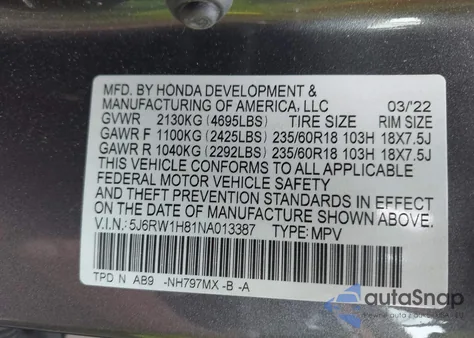 MFD. BY HONDA DEVELOPMENT &
MANUFACTURING OF AMERICA, LLC 03/'22
GVWR 2130KG (4695LBS) TIRE SIZE RIM SIZE
GAWR F 1100KG (2425LBS) 235/60R18 103H 18X7.5J
GAWR R 1040KG (2292LBS) 235/60R18 103H 18X7.5J
THIS VEHICLE CONFORMS TO ALL APPLICABLE
FEDERAL MOTOR VEHICLE SAFETY
AND THEFT PREVENTION STANDARDS IN EFFECT
ON THE DATE OF MANUFACTURE SHOWN ABOVE.
V.I.N.: 5J6RW1H81NA013387 TYPE: MPV
TPD N AB9 -NH797MX -B -A
autoSnap